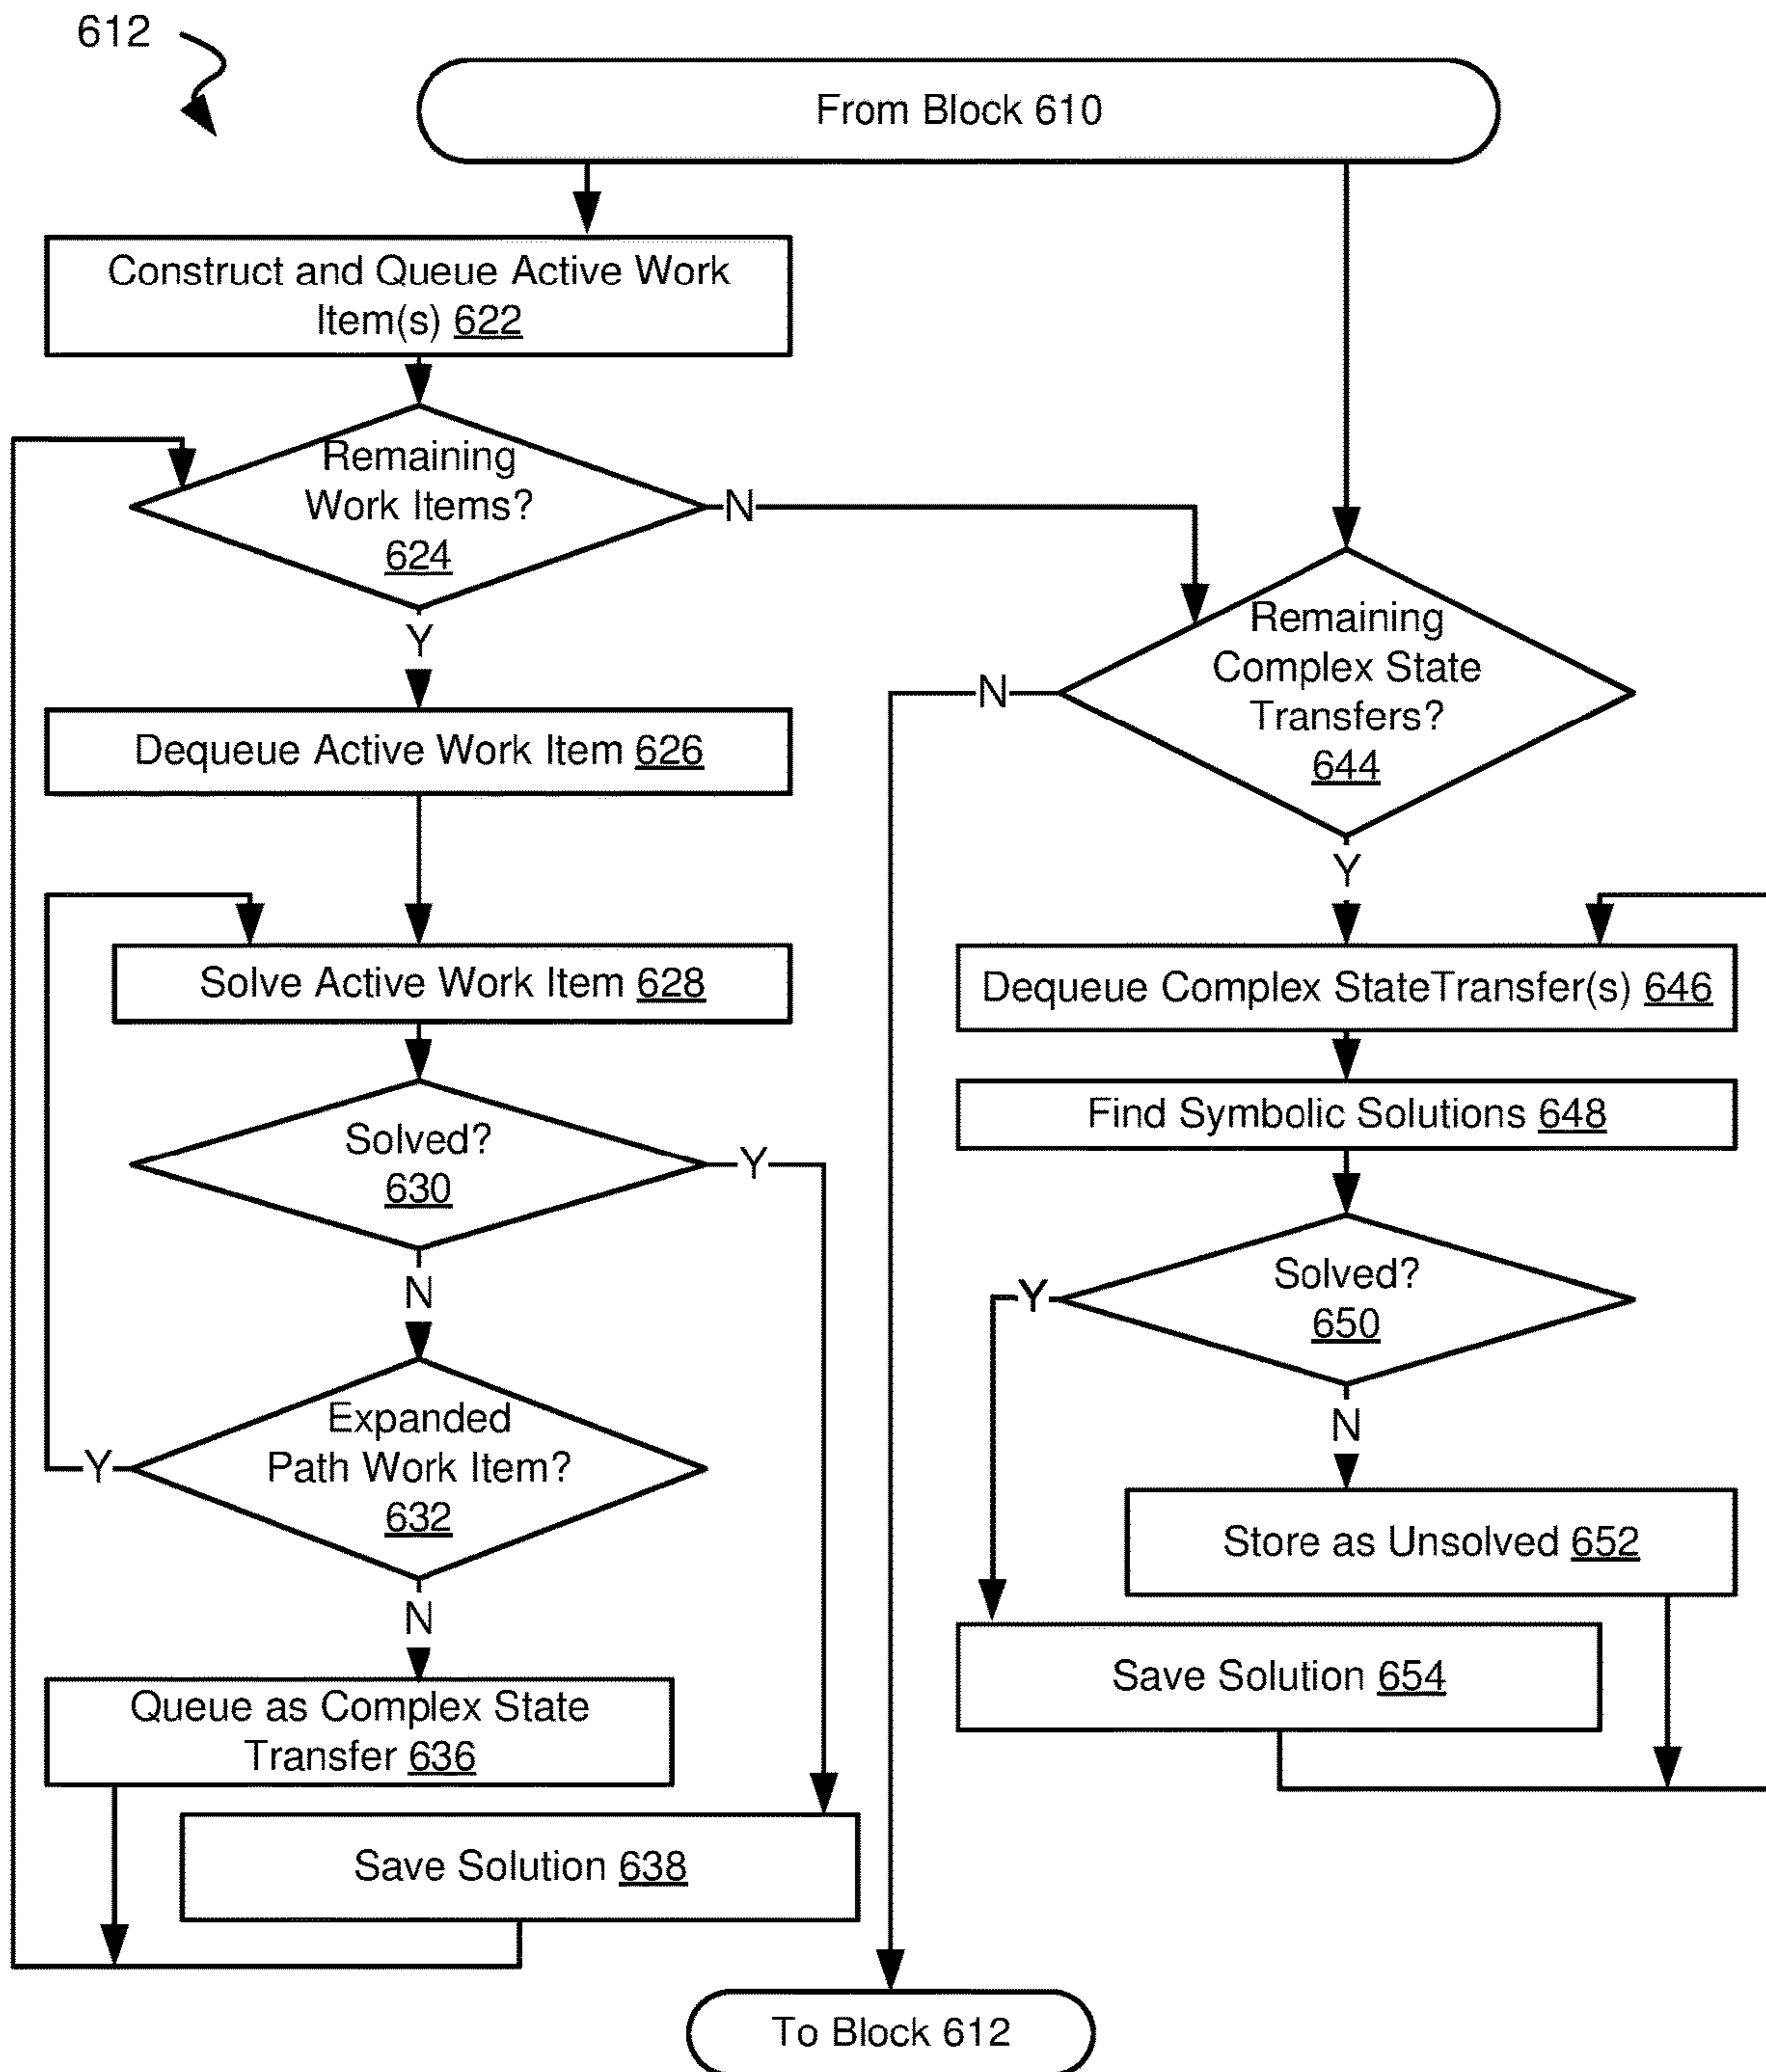 612
From Block 610
Construct and Queue Active Work
Item(s) 622
Remaining
Work Items?
624
N
Y
Dequeue Active Work Item 626
Solve Active Work Item 628
Solved?
630
Y
N
Expanded
Path Work Item?
632
Y
N
Queue as Complex State
Transfer 636
Save Solution 638
Remaining
Complex State
Transfers?
644
N
Y
Dequeue Complex StateTransfer(s) 646
Find Symbolic Solutions 648
Solved?
650
Y
N
Store as Unsolved 652
Save Solution 654
To Block 612